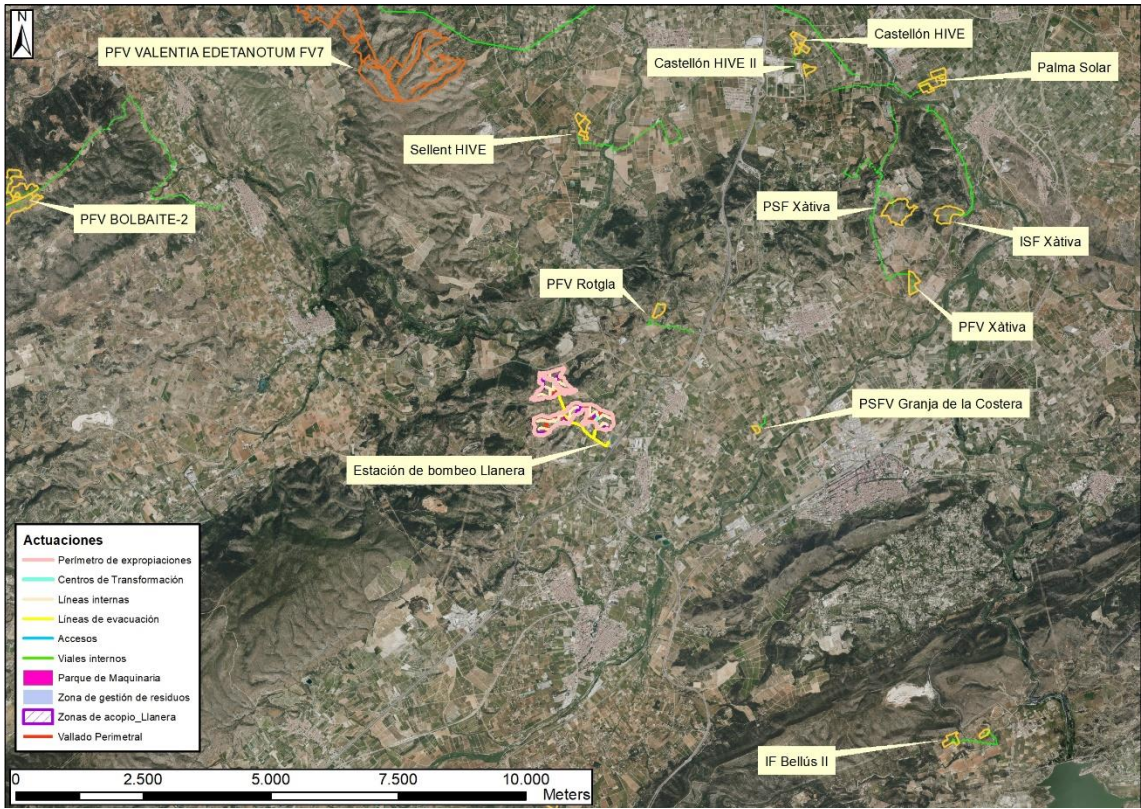 N
PFV VALENTIA EDETANOTUM FV7
Castellón HIVE
Castellón HIVE II
Palma Solar
Sellent HIVE
PFV BOLBAITE-2
PSF Xàtiva
ISF Xàtiva
PFV Rotgla
PFV Xàtiva
PSFV Granja de la Costera
Estación de bombeo Llanera
IF Bellús II
Actuaciones
Perímetro de expropiaciones
Centros de Transformación
Líneas internas
Líneas de evacuación
Accesos
Viales internos
Parque de Maquinaria
Zona de gestión de residuos
Zonas de acopio_Llanera
Vallado Perimetral
0 2.500 5.000 7.500 10.000
Meters